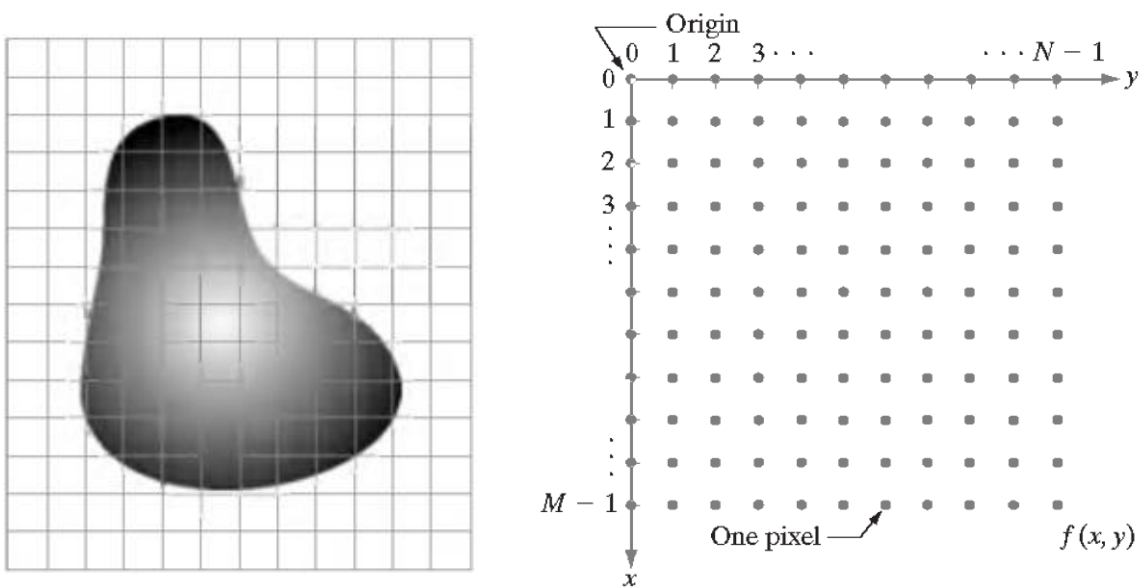 Origin
0 1 2 3 · · · · · · N − 1
0 y
1
2
3
·
·
·
·
·
·
M − 1
One pixel f (x, y)
x